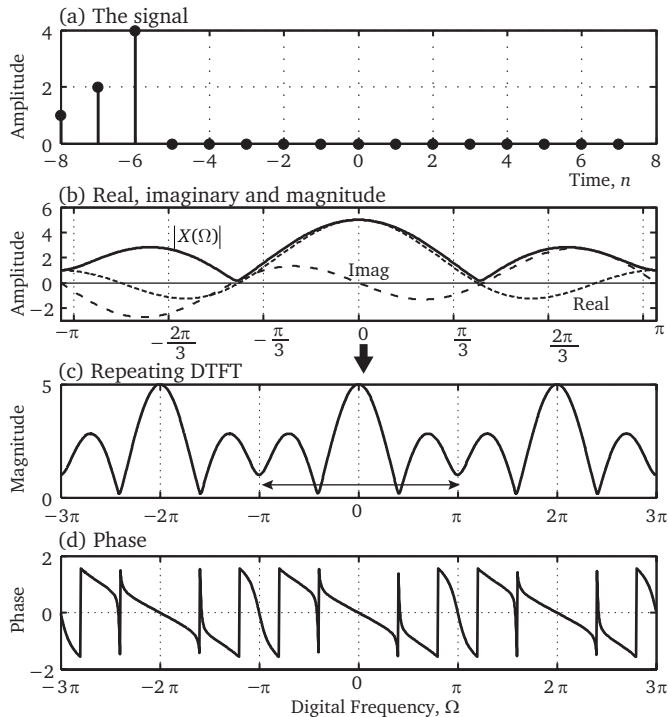 (a) The signal
Amplitude
4
2
0
−8 −6 −4 −2 0 2 4 6 8
Time, n
(b) Real, imaginary and magnitude
Amplitude
6
4
2
0
−2
|X(Ω)|
Imag
Real
−π −2π/3 −π/3 0 π/3 2π/3 π
(c) Repeating DTFT
Magnitude
5
0
−3π −2π −π 0 π 2π 3π
(d) Phase
Phase
2
0
−2
−3π −2π −π 0 π 2π 3π
Digital Frequency, Ω